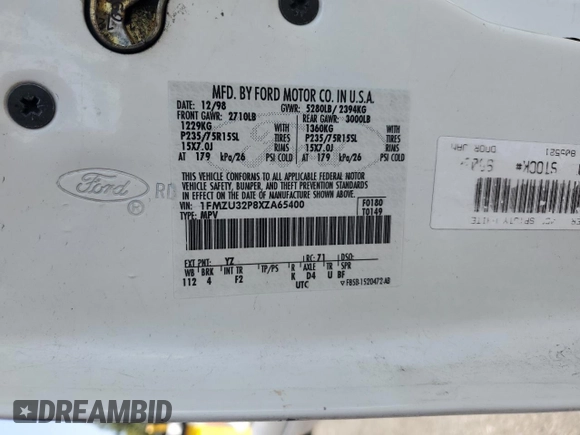 MFD. BY FORD MOTOR CO. IN U.S.A.
DATE: 12/98 GVWR: 5280LB/ 2394KG
FRONT GAWR: 2710LB REAR GAWR: 3000LB
1229KG WITH 1360KG WITH
P235/75R15SL TIRES P235/75R15SL TIRES
15X7.0J RIMS 15X7.0J RIMS
AT 179 kPa/26 PSI COLD AT 179 kPa/26 PSI COLD
THIS VEHICLE CONFORMS TO ALL APPLICABLE FEDERAL MOTOR
VEHICLE SAFETY, BUMPER, AND THEFT PREVENTION STANDARDS
IN EFFECT ON THE DATE OF MANUFACTURE SHOWN ABOVE.
VIN: 1FMZU32P8XZA65400 F0180
TYPE: MPV T0149
EXT PNT: YZ RC: 71 DSO:
WB BRK INT TR TP/PS R AXLE TR SPR
112 4 F2 K D4 U BF
UTC ▽ F85B-1520472-AB
Ford
STOCK#
DREAMBID